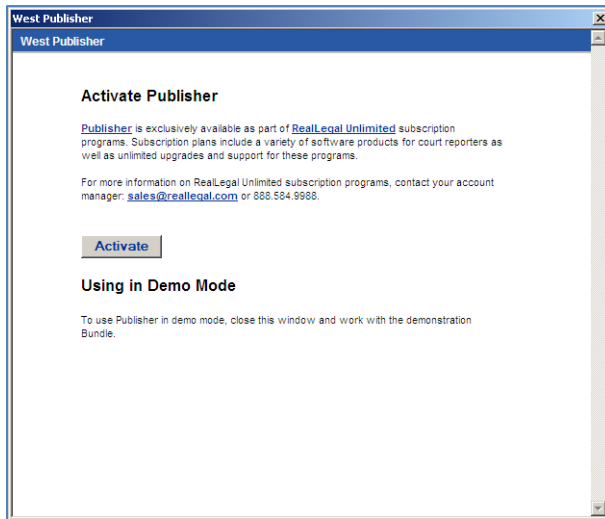 West Publisher
West Publisher
Activate Publisher
Publisher is exclusively available as part of RealLegal Unlimited subscription
programs. Subscription plans include a variety of software products for court reporters as
well as unlimited upgrades and support for these programs.
For more information on RealLegal Unlimited subscription programs, contact your account
manager: sales@reallegal.com or 888.584.9988.
Activate
Using in Demo Mode
To use Publisher in demo mode, close this window and work with the demonstration
Bundle.